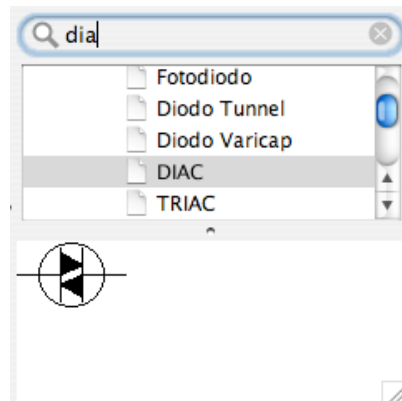 dia
Fotodiodo
Diodo Tunnel
Diodo Varicap
DIAC
TRIAC